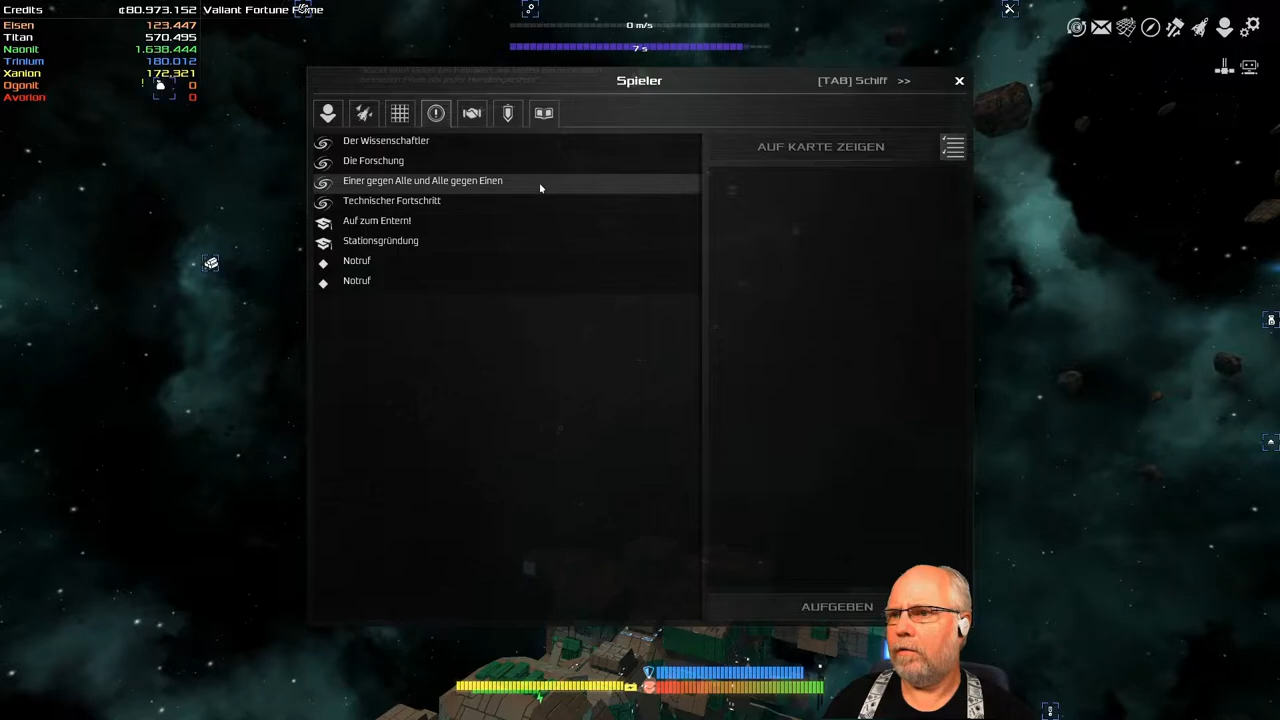 Credits ¢80.973.152 Valiant Fortune Prime
Eisen 123.447
Titan 570.495
Naonit 1.638.444
Trinium 180.012
Xanion 172.321
Ogonit 0
Avorion 0
0 m/s
7 s
Spieler
[TAB] Schiff >>
Der Wissenschaftler
Die Forschung
Einer gegen Alle und Alle gegen Einen
Technischer Fortschritt
Auf zum Entern!
Stationsgründung
Notruf
Notruf
AUF KARTE ZEIGEN
AUFGEBEN